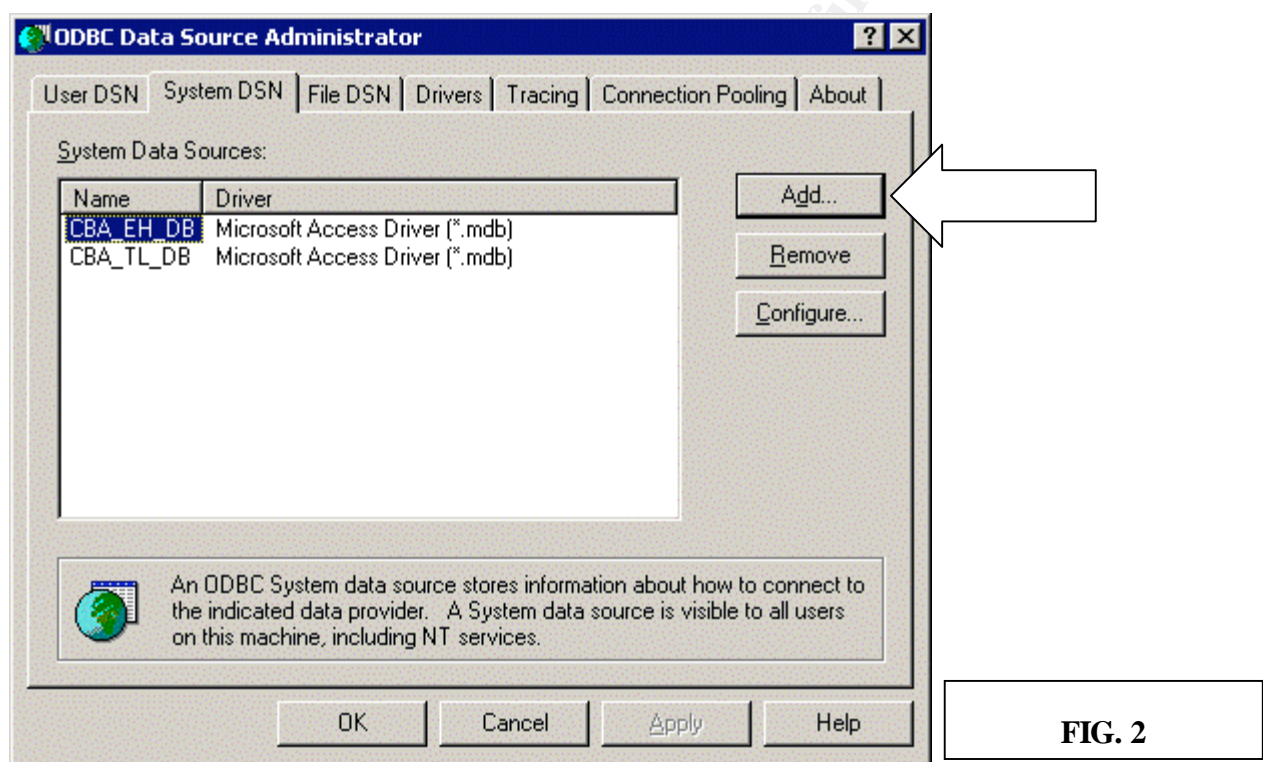 ODBC Data Source Administrator
User DSN System DSN File DSN Drivers Tracing Connection Pooling About
System Data Sources:
Name Driver
CBA_EH_DB Microsoft Access Driver (*.mdb)
CBA_TL_DB Microsoft Access Driver (*.mdb)
Add...
Remove
Configure...
An ODBC System data source stores information about how to connect to
the indicated data provider. A System data source is visible to all users
on this machine, including NT services.
OK Cancel Apply Help
FIG. 2